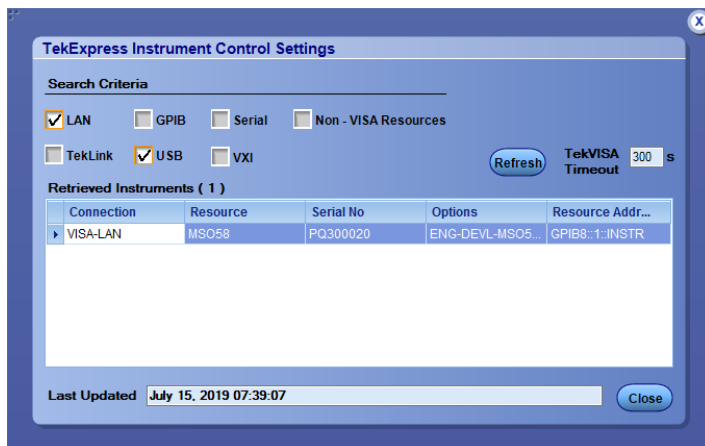 X
TekExpress Instrument Control Settings
Search Criteria
LAN GPIB Serial Non - VISA Resources
TekLink USB VXI Refresh TekVISA Timeout 300 s
Retrieved Instruments ( 1 )
Connection Resource Serial No Options Resource Addr...
VISA-LAN MSO58 PQ300020 ENG-DEVL-MSO5... GPIB8::1::INSTR
Last Updated July 15, 2019 07:39:07 Close